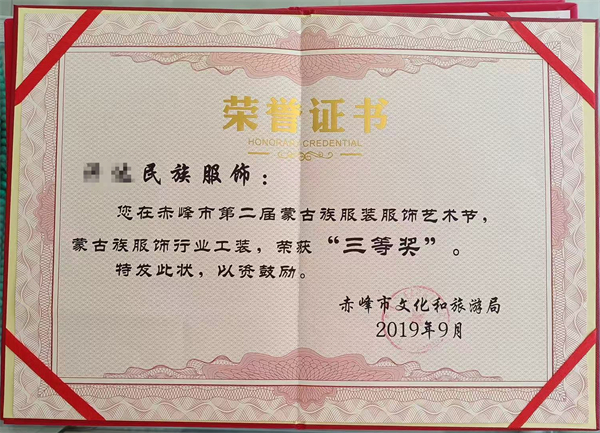 荣誉证书
HONORARY CREDENTIAL
民族服饰：
您在赤峰市第二届蒙古族服装服饰艺术节，
蒙古族服饰行业工装，荣获“三等奖”。
特发此状，以资鼓励。
赤峰市文化和旅游局
2019年9月